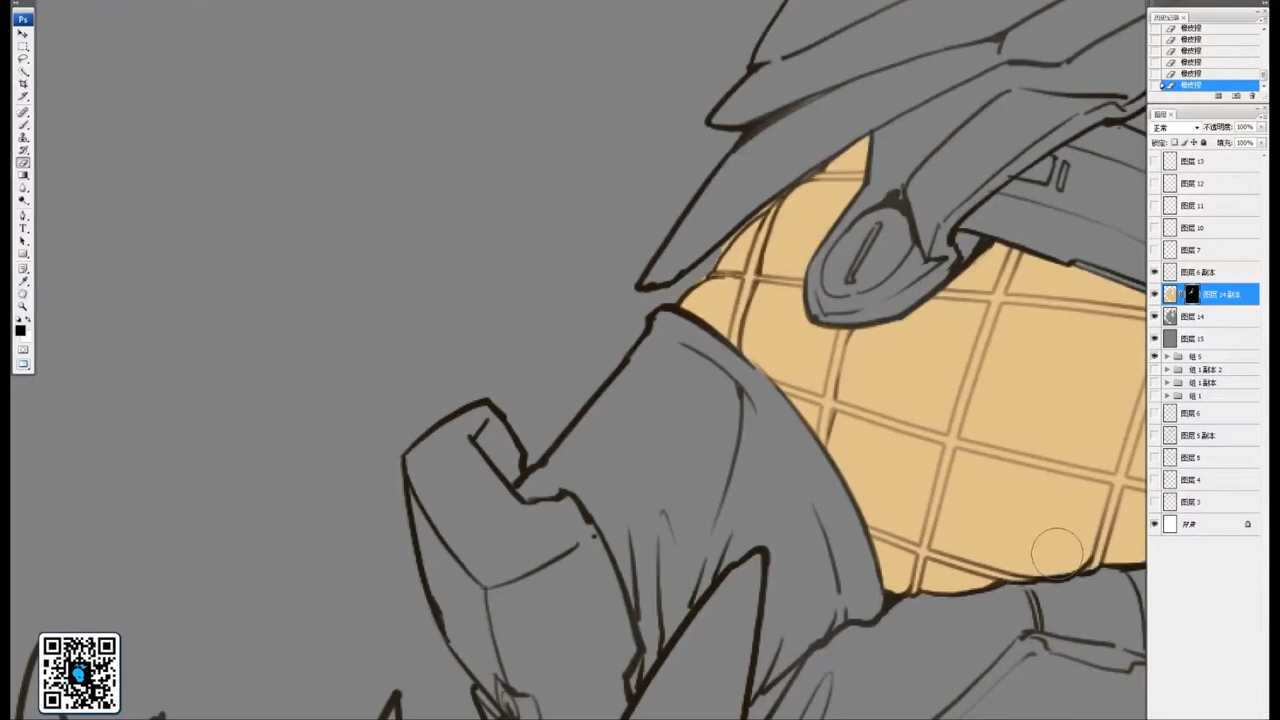 Ps
历史记录
橡皮擦
橡皮擦
橡皮擦
橡皮擦
橡皮擦
橡皮擦
图层
正常 不透明度: 100%
锁定: 填充: 100%
图层 13
图层 12
图层 11
图层 10
图层 7
图层 6 副本
图层 14 副本
图层 14
图层 15
组 5
组 1 副本 2
组 1 副本
组 1
图层 6
图层 5 副本
图层 5
图层 4
图层 3
背景